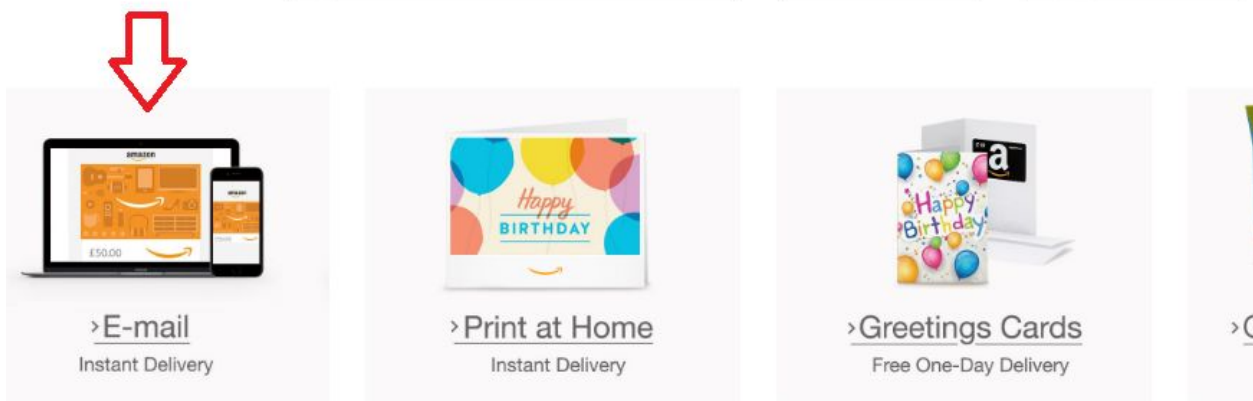 amazon
£50.00
amazon
>E-mail
Instant Delivery
Happy
BIRTHDAY
>Print at Home
Instant Delivery
a
Happy
Birthday
>Greetings Cards
Free One-Day Delivery